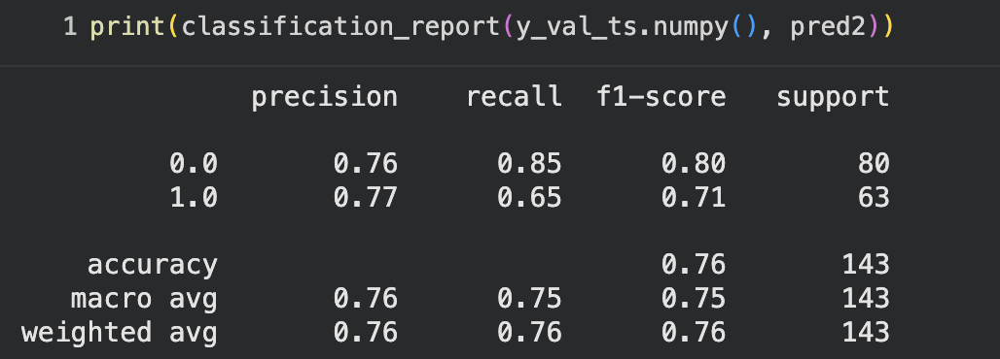 1 print(classification_report(y_val_ts.numpy(), pred2))
precision recall f1-score support
0.0 0.76 0.85 0.80 80
1.0 0.77 0.65 0.71 63
accuracy 0.76 143
macro avg 0.76 0.75 0.75 143
weighted avg 0.76 0.76 0.76 143